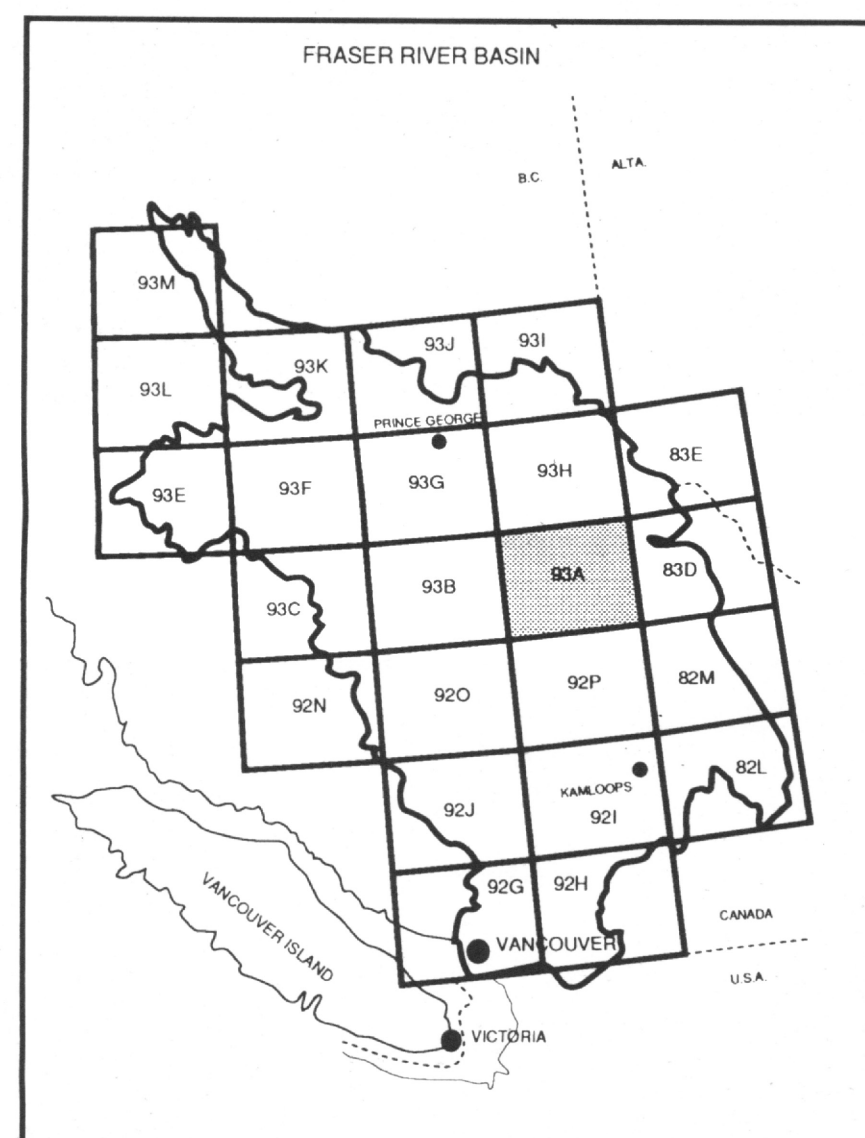 FRASER RIVER BASIN
B.C.
ALTA.
93M
93J
93I
93K
93L
PRINCE GEORGE
83E
93E
93F
93G
93H
93A
83D
93B
93C
82M
92P
92O
92N
82L
KAMLOOPS
92J
92I
92G
92H
VANCOUVER ISLAND
CANADA
VANCOUVER
U.S.A.
VICTORIA